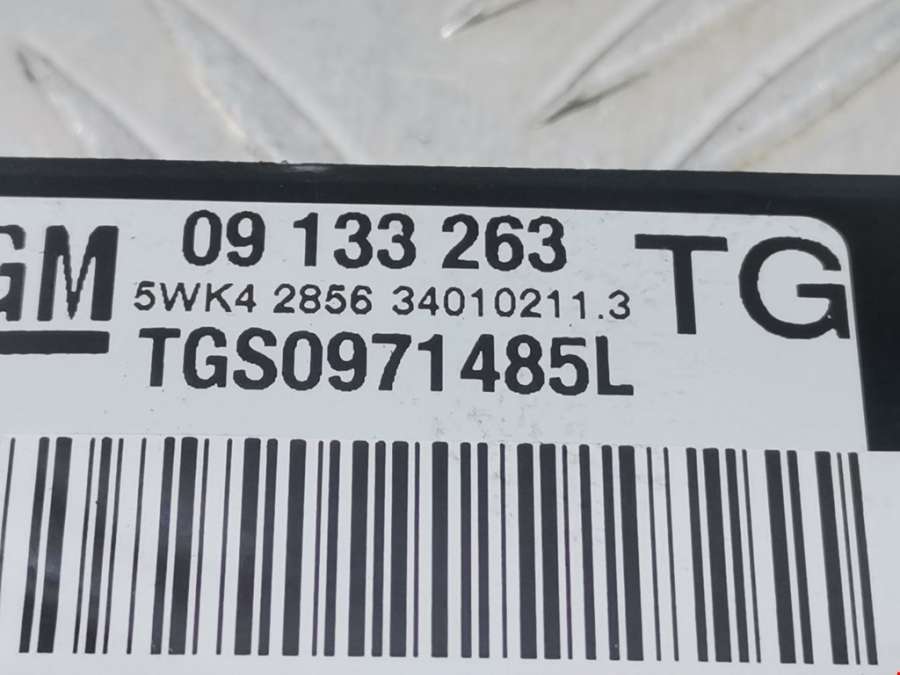 GM 09 133 263 TG
5WK4 2856 34010211.3
TGS0971485L